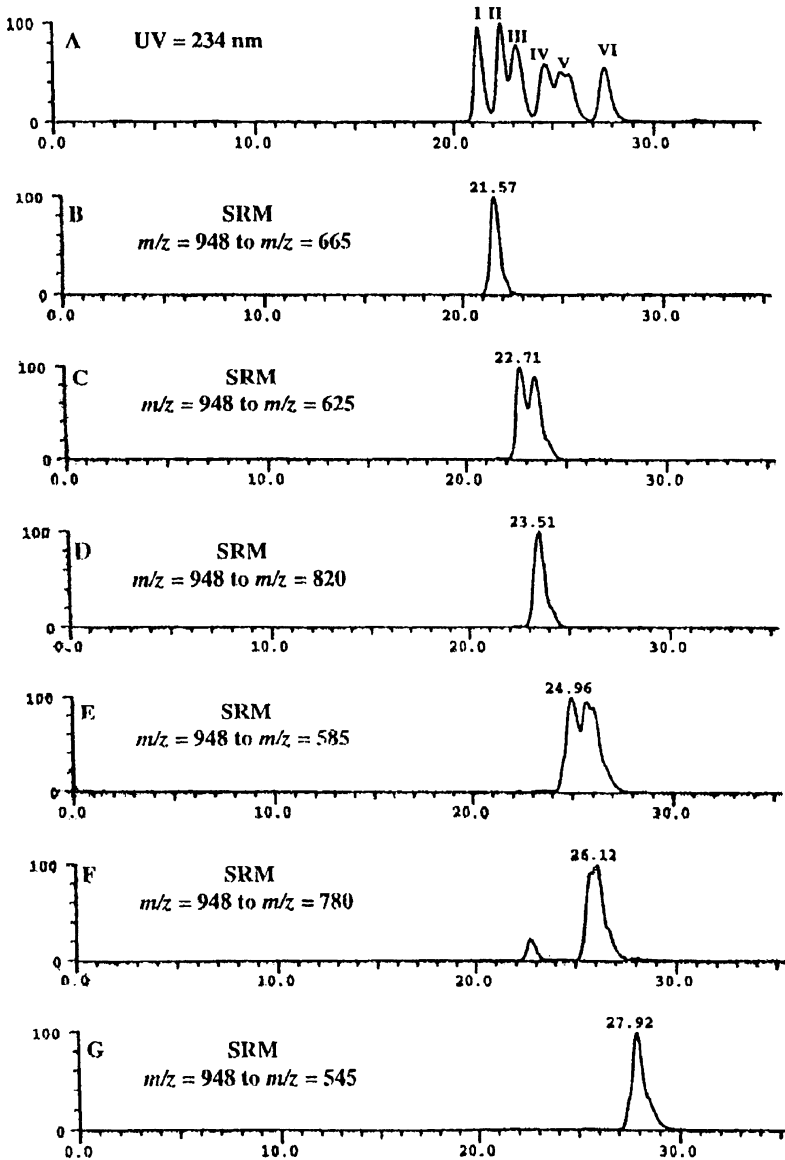 100
A UV = 234 nm
I II III IV V VI
0
0.0 10.0 20.0 30.0
21.57
100
B SRM
m/z = 948 to m/z = 665
0
0.0 10.0 20.0 30.0
22.71
100
C SRM
m/z = 948 to m/z = 625
0
0.0 10.0 20.0 30.0
23.51
100
D SRM
m/z = 948 to m/z = 820
0
0.0 10.0 20.0 30.0
24.96
100
E SRM
m/z = 948 to m/z = 585
0
0.0 10.0 20.0 30.0
26.12
100
F SRM
m/z = 948 to m/z = 780
0
0.0 10.0 20.0 30.0
27.92
100
G SRM
m/z = 948 to m/z = 545
0
0.0 10.0 20.0 30.0